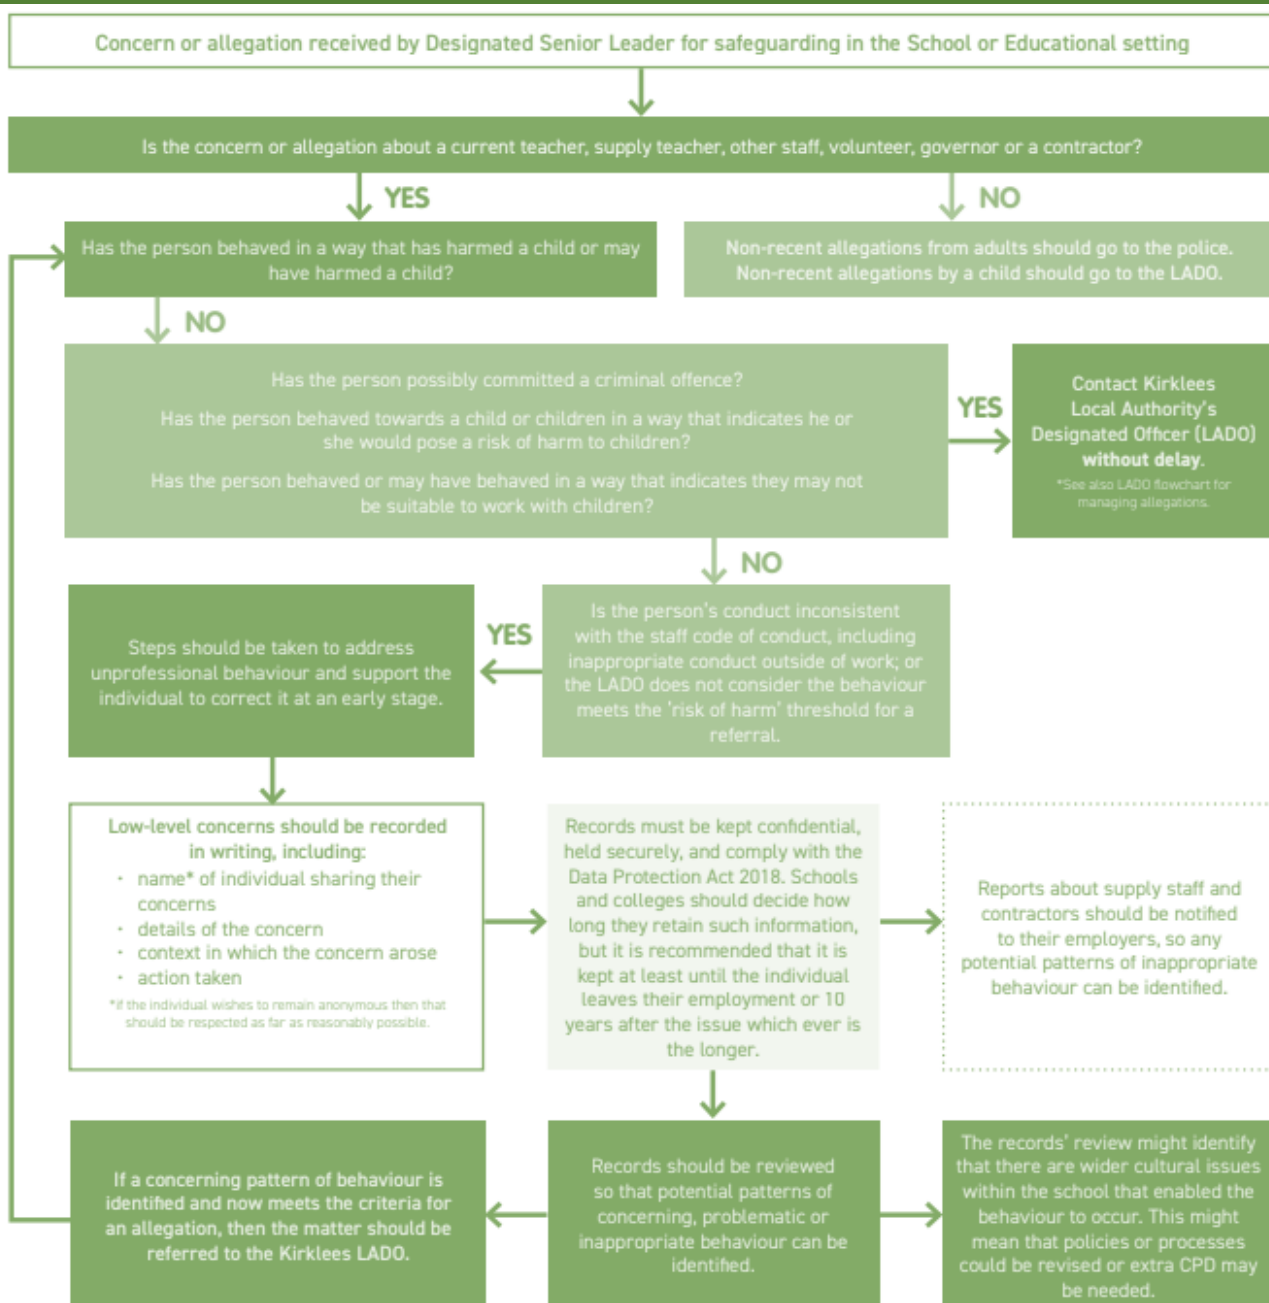 Concern or allegation received by Designated Senior Leader for safeguarding in the School or Educational setting
Is the concern or allegation about a current teacher, supply teacher, other staff, volunteer, governor or a contractor?
YES
NO
Has the person behaved in a way that has harmed a child or may
have harmed a child?
Non-recent allegations from adults should go to the police.
Non-recent allegations by a child should go to the LADO.
NO
Has the person possibly committed a criminal offence?
Has the person behaved towards a child or children in a way that indicates he or
she would pose a risk of harm to children?
Has the person behaved or may have behaved in a way that indicates they may not
be suitable to work with children?
YES
Contact Kirklees
Local Authority's
Designated Officer (LADO)
without delay.
*See also LADO flowchart for
managing allegations.
NO
Is the person's conduct inconsistent
with the staff code of conduct, including
inappropriate conduct outside of work; or
the LADO does not consider the behaviour
meets the 'risk of harm' threshold for a
referral.
YES
Steps should be taken to address
unprofessional behaviour and support the
individual to correct it at an early stage.
Low-level concerns should be recorded
in writing, including:
· name* of individual sharing their
concerns
· details of the concern
· context in which the concern arose
· action taken
*if the individual wishes to remain anonymous then that
should be respected as far as reasonably possible.
Records must be kept confidential,
held securely, and comply with the
Data Protection Act 2018. Schools
and colleges should decide how
long they retain such information,
but it is recommended that it is
kept at least until the individual
leaves their employment or 10
years after the issue which ever is
the longer.
Reports about supply staff and
contractors should be notified
to their employers, so any
potential patterns of inappropriate
behaviour can be identified.
If a concerning pattern of behaviour is
identified and now meets the criteria for
an allegation, then the matter should be
referred to the Kirklees LADO.
Records should be reviewed
so that potential patterns of
concerning, problematic or
inappropriate behaviour can be
identified.
The records' review might identify
that there are wider cultural issues
within the school that enabled the
behaviour to occur. This might
mean that policies or processes
could be revised or extra CPD may
be needed.